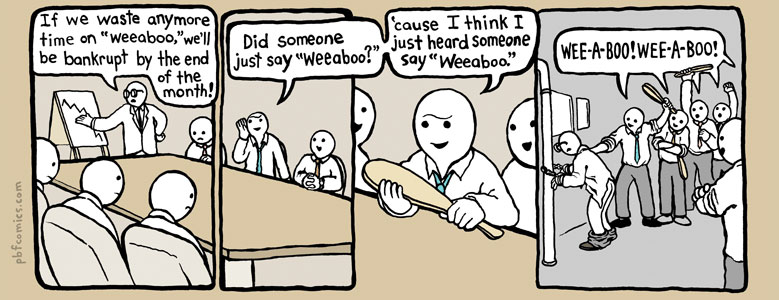 If we waste anymore
time on "weeaboo," we'll
be bankrupt by the end
of the
month!
Did someone
just say "Weeaboo?"
'cause I think I
just heard someone
say "Weeaboo."
WEE-A-BOO! WEE-A-BOO!
pbfcomics.com